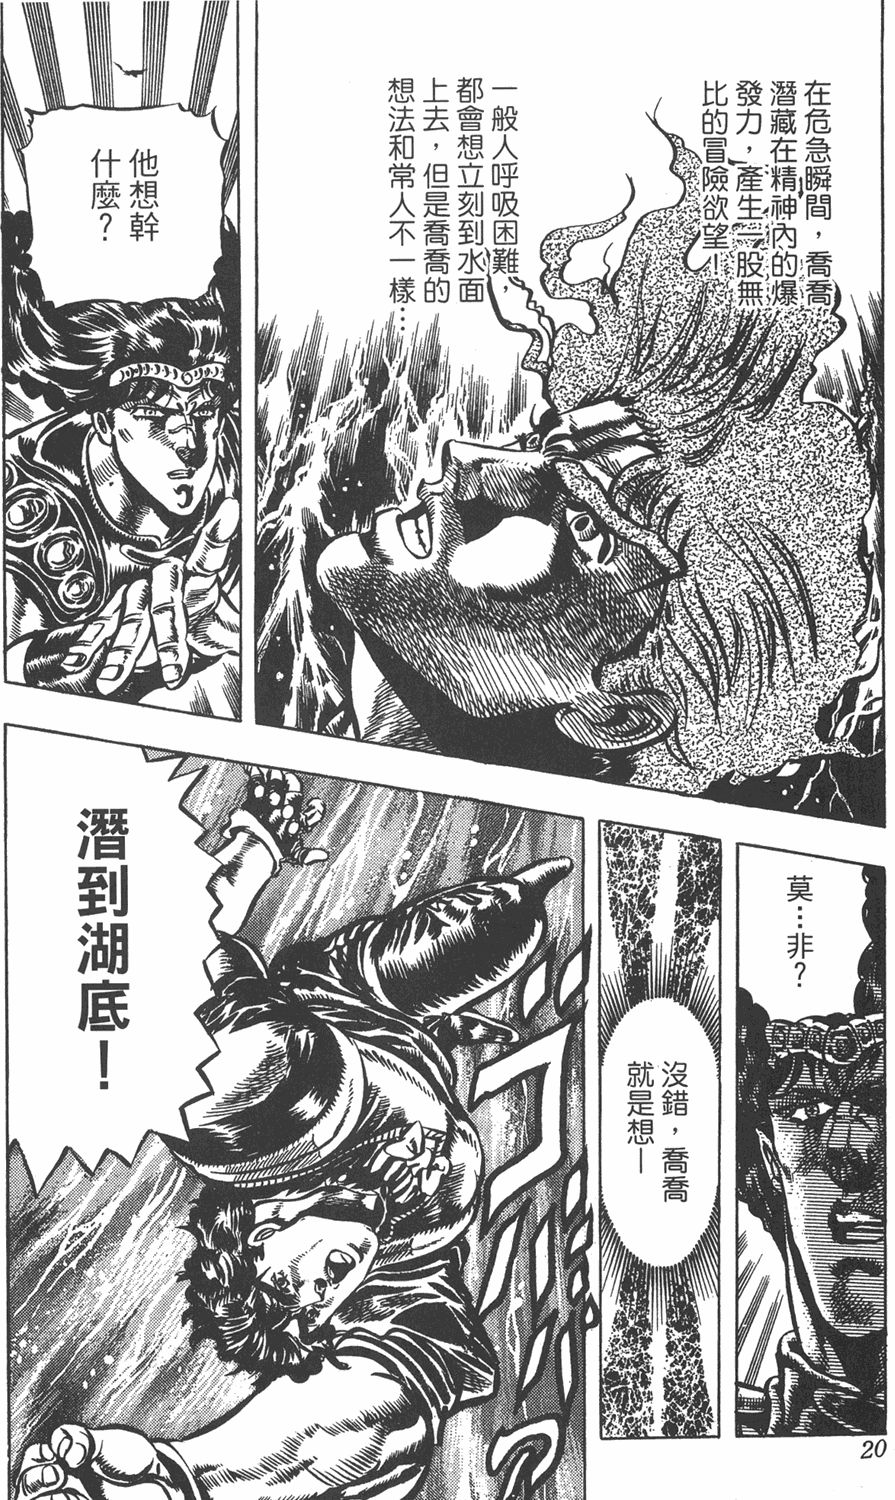 在危急瞬間，喬喬
潛藏在精神內的爆
發力，產生一股無
比的冒險欲望！
一般人呼吸困難，
都會想立刻到水面
上去，但是喬喬的
想法和常人不一樣…
他想幹
什麼？
莫…非？
沒錯，喬喬
就是想—
潛到湖底！
20